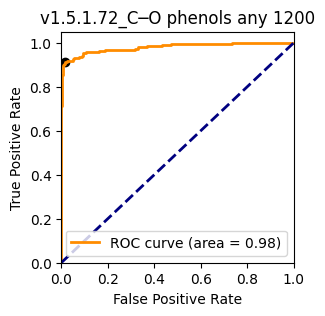 v1.5.1.72_C─O phenols any 1200
True Positive Rate
1.0
0.8
0.6
0.4
0.2
0.0
ROC curve (area = 0.98)
0.0 0.2 0.4 0.6 0.8 1.0
False Positive Rate